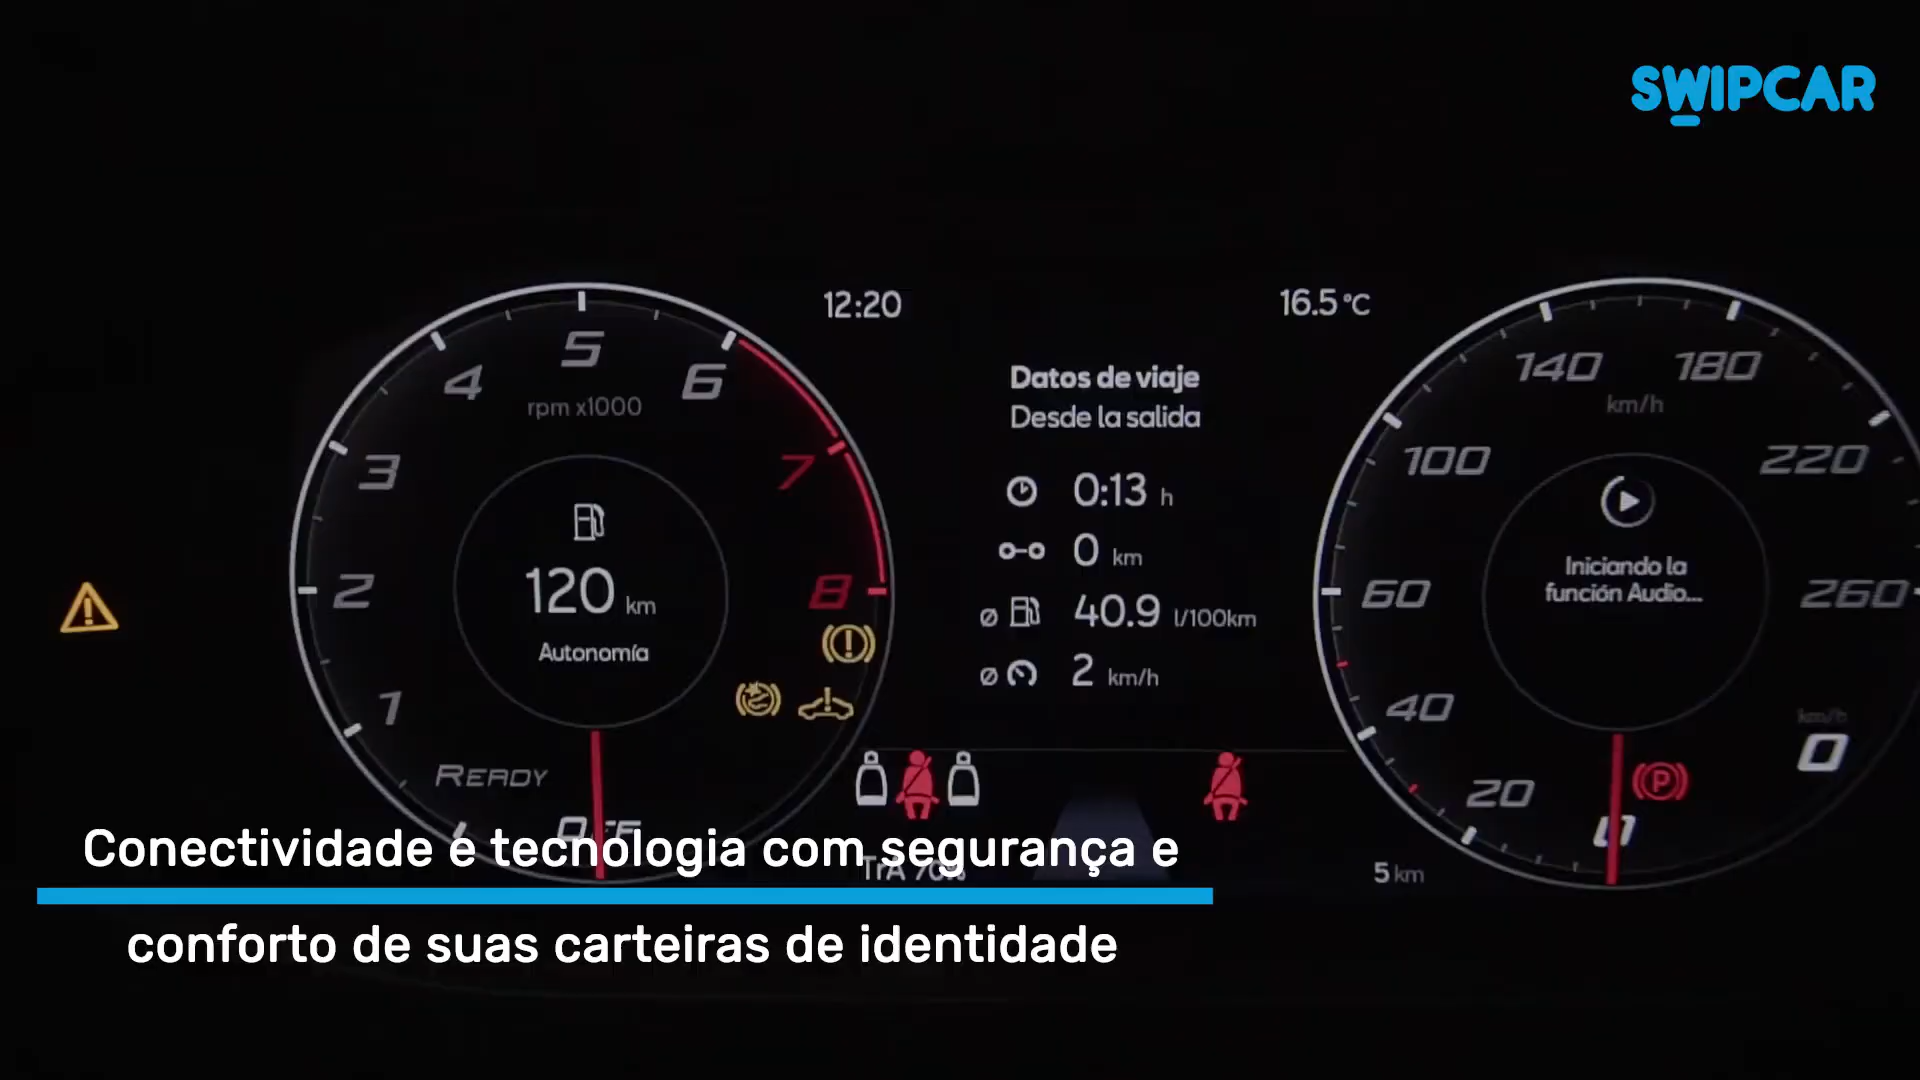 SWIPCAR
12:20
16.5 °C
5
4
6
rpm x1000
3
7
2
8
1
120 km
Autonomía
READY
OFF
Datos de viaje
Desde la salida
0:13 h
0 km
ø 40.9 l/100km
ø 2 km/h
140
180
km/h
100
220
60
260
40
20
0
Iniciando la
función Audio...
km/h
0
P
5 km
Conectividade e tecnologia com segurança e
conforto de suas carteiras de identidade